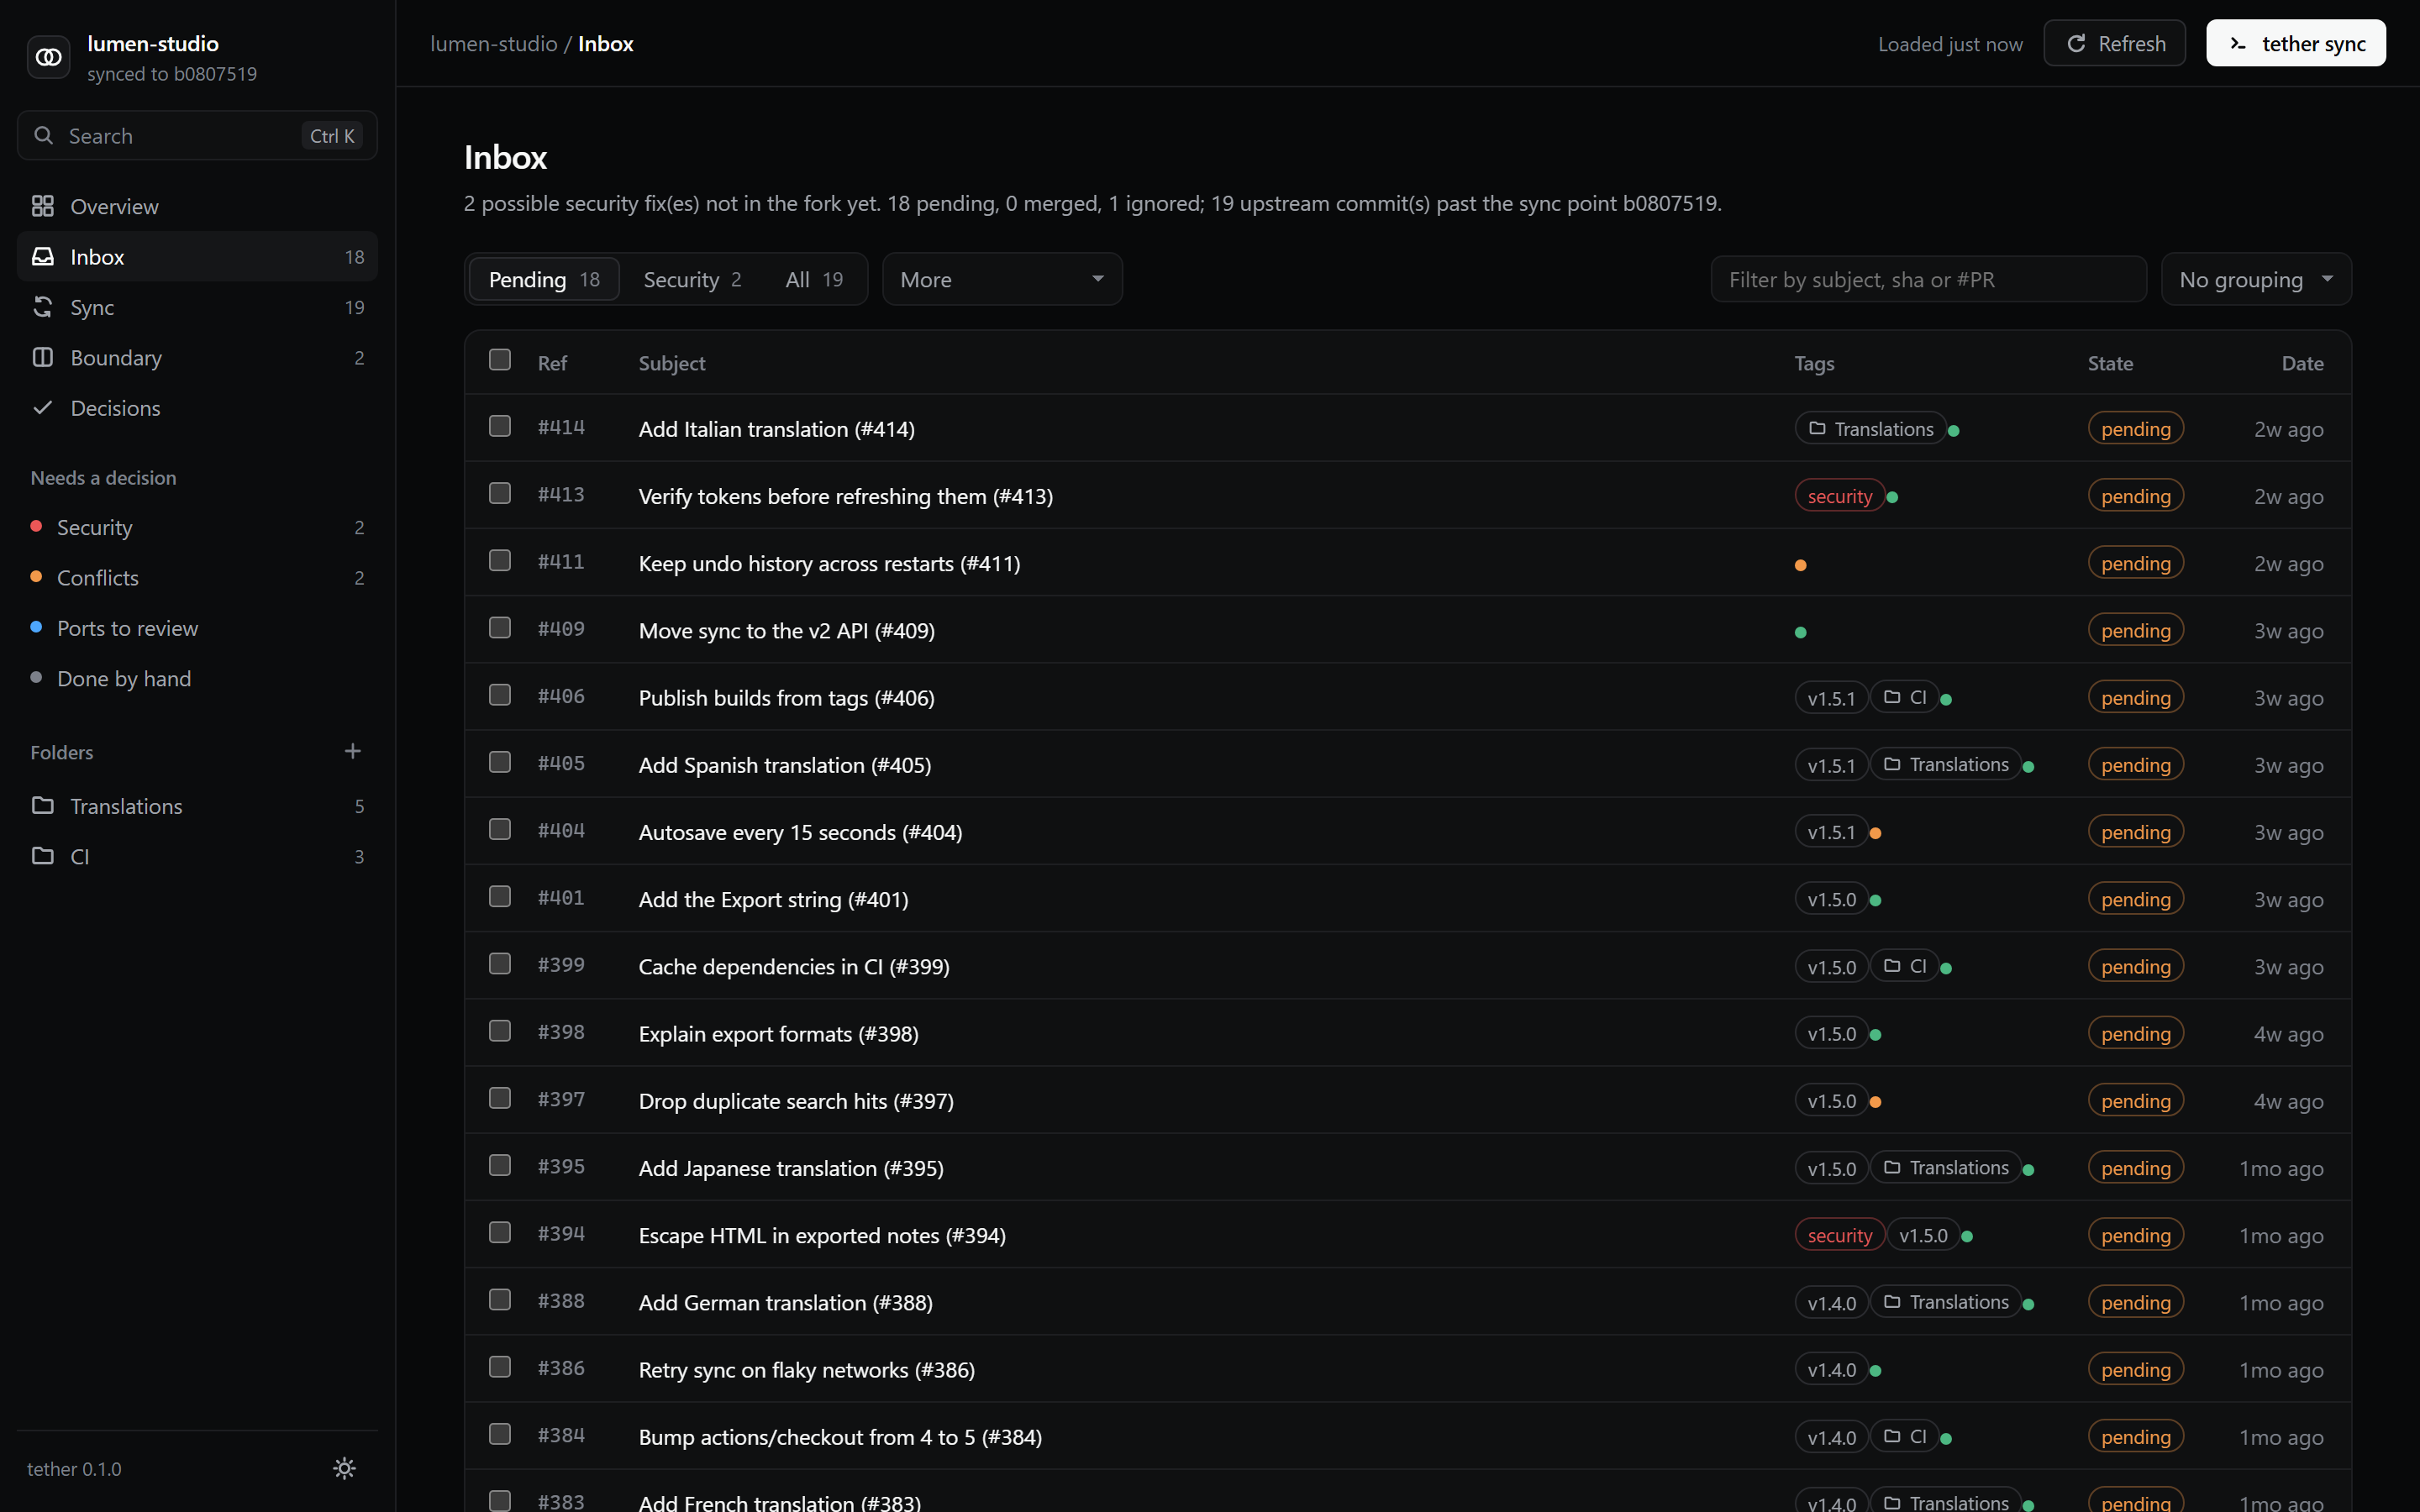 lumen-studio
synced to b0807519
Search Ctrl K
Overview
Inbox 18
Sync 19
Boundary 2
Decisions
Needs a decision
Security 2
Conflicts 2
Ports to review
Done by hand
Folders
Translations 5
CI 3
tether 0.1.0
lumen-studio / Inbox
Loaded just now Refresh tether sync
Inbox
2 possible security fix(es) not in the fork yet. 18 pending, 0 merged, 1 ignored; 19 upstream commit(s) past the sync point b0807519.
Pending 18 Security 2 All 19 More Filter by subject, sha or #PR No grouping
Ref Subject Tags State Date
#414 Add Italian translation (#414) Translations pending 2w ago
#413 Verify tokens before refreshing them (#413) security pending 2w ago
#411 Keep undo history across restarts (#411) pending 2w ago
#409 Move sync to the v2 API (#409) pending 3w ago
#406 Publish builds from tags (#406) v1.5.1 CI pending 3w ago
#405 Add Spanish translation (#405) v1.5.1 Translations pending 3w ago
#404 Autosave every 15 seconds (#404) v1.5.1 pending 3w ago
#401 Add the Export string (#401) v1.5.0 pending 3w ago
#399 Cache dependencies in CI (#399) v1.5.0 CI pending 3w ago
#398 Explain export formats (#398) v1.5.0 pending 4w ago
#397 Drop duplicate search hits (#397) v1.5.0 pending 4w ago
#395 Add Japanese translation (#395) v1.5.0 Translations pending 1mo ago
#394 Escape HTML in exported notes (#394) security v1.5.0 pending 1mo ago
#388 Add German translation (#388) v1.4.0 Translations pending 1mo ago
#386 Retry sync on flaky networks (#386) v1.4.0 pending 1mo ago
#384 Bump actions/checkout from 4 to 5 (#384) v1.4.0 CI pending 1mo ago
#383 Add French translation (#383) v1.4.0 Translations pending 1mo ago